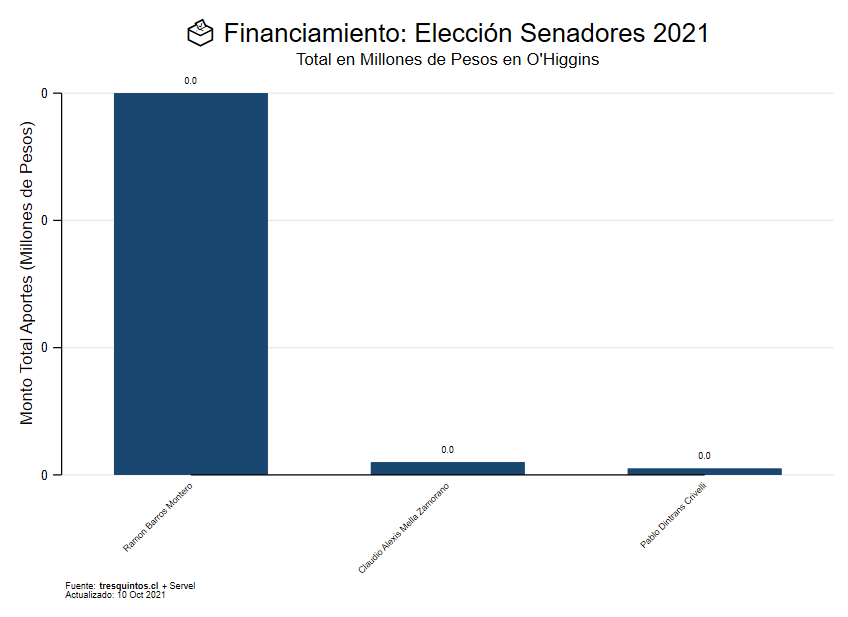 Financiamiento: Elección Senadores 2021
Total en Millones de Pesos en O'Higgins
Monto Total Aportes (Millones de Pesos)
0
0
0
0
0.0
0.0
0.0
Ramon Barros Montero
Claudio Alexis Mella Zamorano
Pablo Dintrans Crivelli
Fuente: tresquintos.cl + Servel
Actualizado: 10 Oct 2021